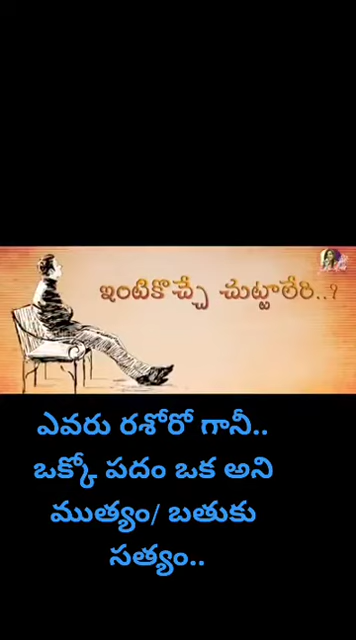 ఇంటికొచ్చే చుట్టాలేరి..?
ఎవరు రశోరో గానీ..
ఒక్కో పదం ఒక అని
ముత్యం/ బతుకు
సత్యం..